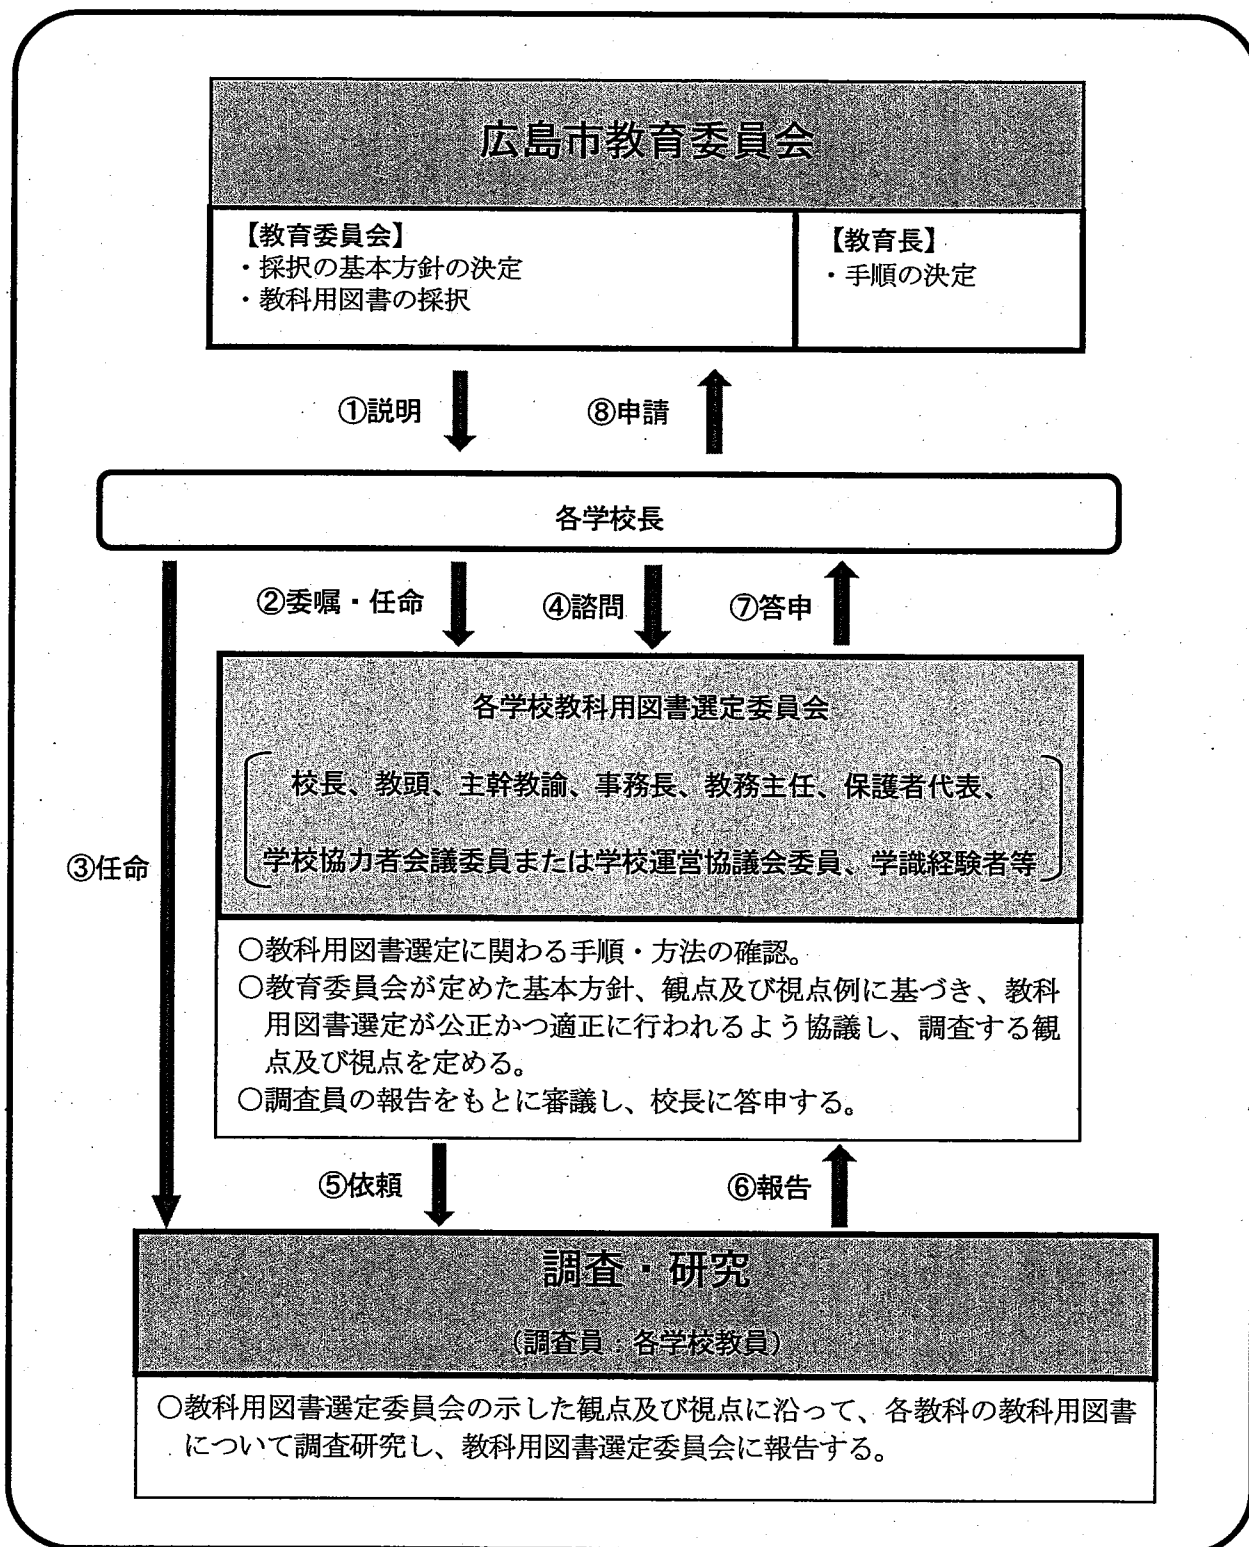 広島市教育委員会
【教育委員会】
・採択の基本方針の決定
・教科用図書の採択
【教育長】
・手順の決定
①説明
⑧申請
各学校長
②委嘱・任命
④諮問
⑦答申
③任命
各学校教科用図書選定委員会
校長、教頭、主幹教諭、事務長、教務主任、保護者代表、
学校協力者会議委員または学校運営協議会委員、学識経験者等
○教科用図書選定に関わる手順・方法の確認。
○教育委員会が定めた基本方針、観点及び視点例に基づき、教科
用図書選定が公正かつ適正に行われるよう協議し、調査する観
点及び視点を定める。
○調査員の報告をもとに審議し、校長に答申する。
⑤依頼
⑥報告
調査・研究
(調査員：各学校教員)
○教科用図書選定委員会の示した観点及び視点に沿って、各教科の教科用図書
について調査研究し、教科用図書選定委員会に報告する。